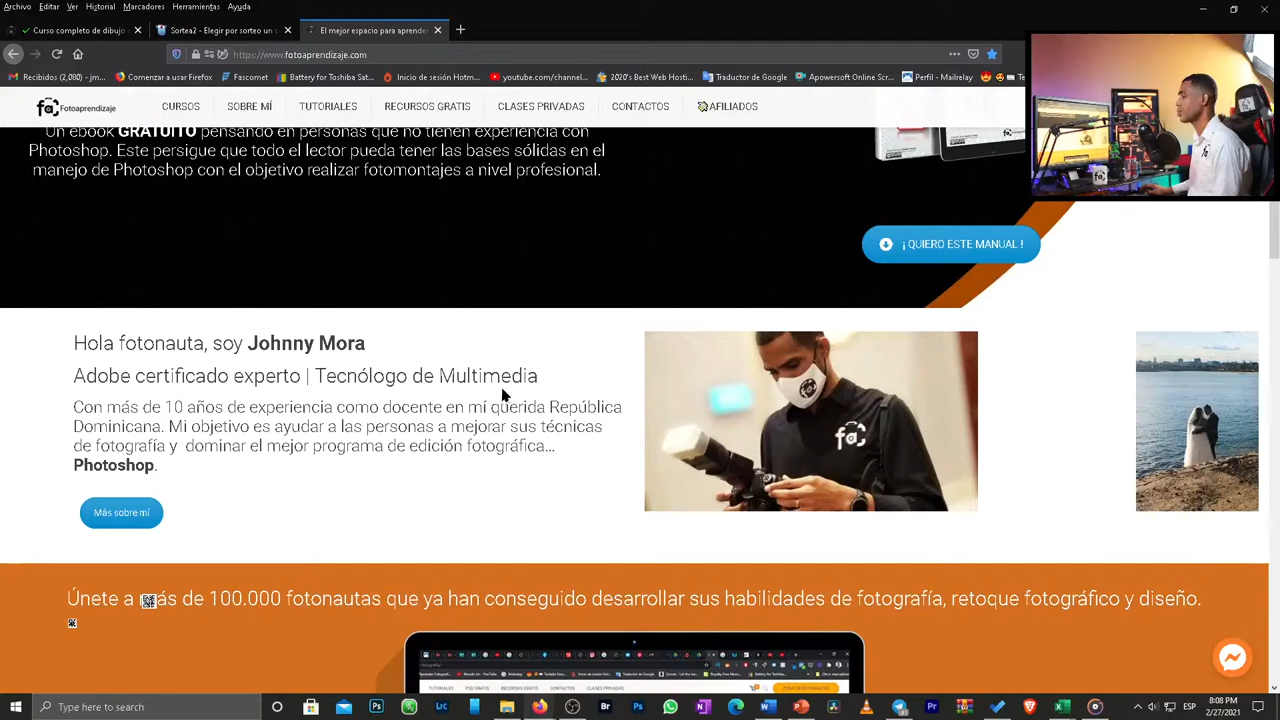 Archivo Editar Ver Historial Marcadores Herramientas Ayuda
Curso completo de dibujo
Sortea2 - Elegir por sorteo un
El mejor espacio para aprender
https://www.fotoaprendizaje.com
Recibidos (2,080) - jm...
Comenzar a usar Firefox
Fascomet
Battery for Toshiba Sat...
Inicio de sesión Hotm...
youtube.com/channel...
2020's Best Web Hosti...
Traductor de Google
Apowersoft Online Scr...
Perfil - Mailrelay
Fotoaprendizaje
CURSOS
SOBRE MÍ
TUTORIALES
RECURSOS GRATIS
CLASES PRIVADAS
CONTACTOS
AFILIADOS
Un ebook GRATUITO pensando en personas que no tienen experiencia con
Photoshop. Este persigue que todo el lector pueda tener las bases sólidas en el
manejo de Photoshop con el objetivo realizar fotomontajes a nivel profesional.
¡ QUIERO ESTE MANUAL !
Hola fotonauta, soy Johnny Mora
Adobe certificado experto | Tecnólogo de Multimedia
Con más de 10 años de experiencia como docente en mí querida República
Dominicana. Mi objetivo es ayudar a las personas a mejorar sus técnicas
de fotografía y dominar el mejor programa de edición fotográfica...
Photoshop.
Más sobre mí
Únete a más de 100.000 fotonautas que ya han conseguido desarrollar sus habilidades de fotografía, retoque fotográfico y diseño.
TUTORIALES
RECURSOS GRATIS
CONTACTOS
CLASES PRIVADAS
Type here to search
ESP
8:08 PM
2/27/2021